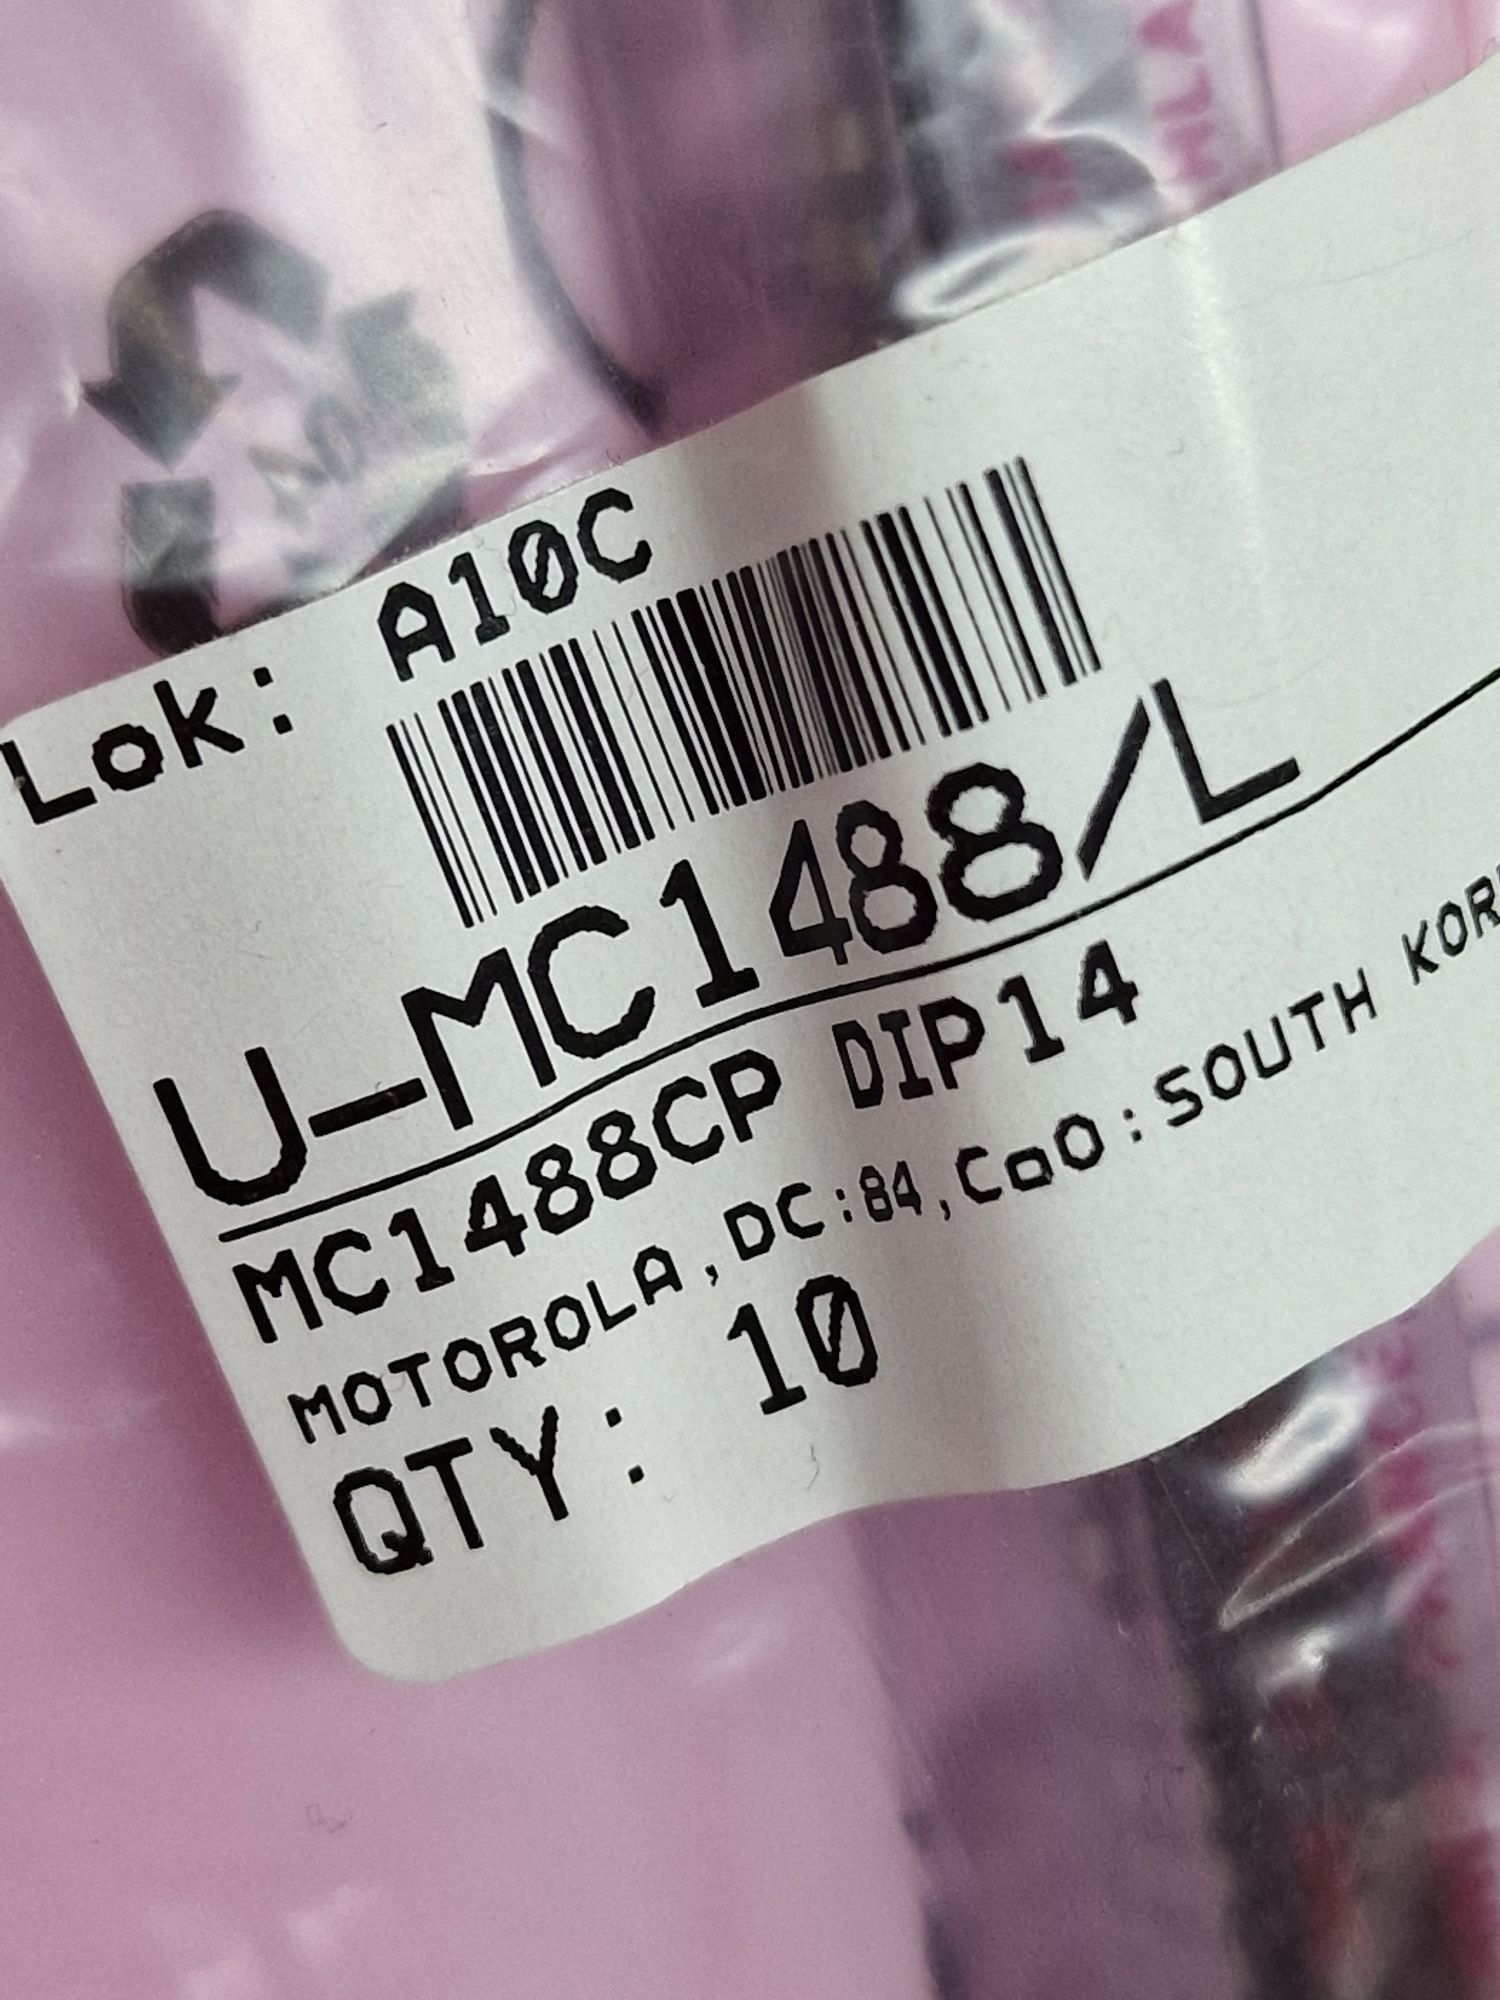 Lok: A10C
U-MC1488/L
MC1488CP DIP14
MOTOROLA,DC:84,CoO:SOUTH KOR
QTY: 10